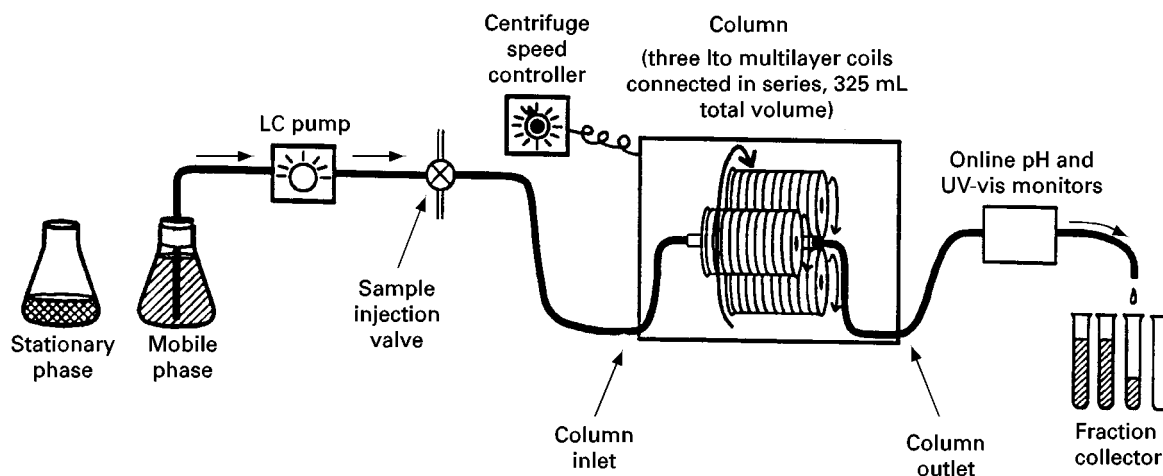 Centrifuge
speed
controller
Column
(three Ito multilayer coils
connected in series, 325 mL
total volume)
LC pump
Online pH and
UV-vis monitors
Sample
injection
valve
Stationary
phase
Mobile
phase
Column
inlet
Column
outlet
Fraction
collector